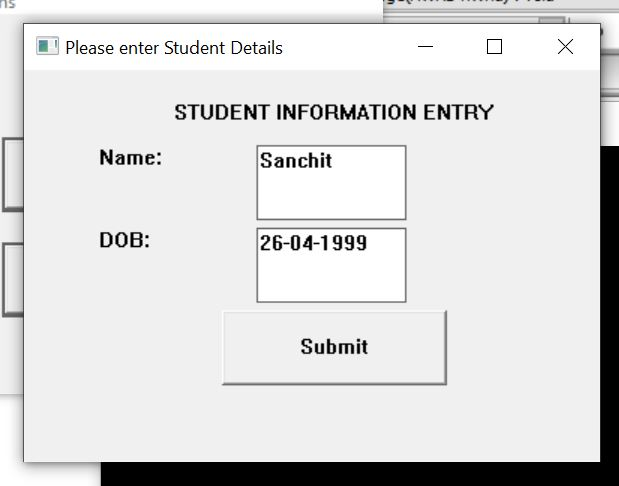 Please enter Student Details
STUDENT INFORMATION ENTRY
Name:
Sanchit
DOB:
26-04-1999
Submit